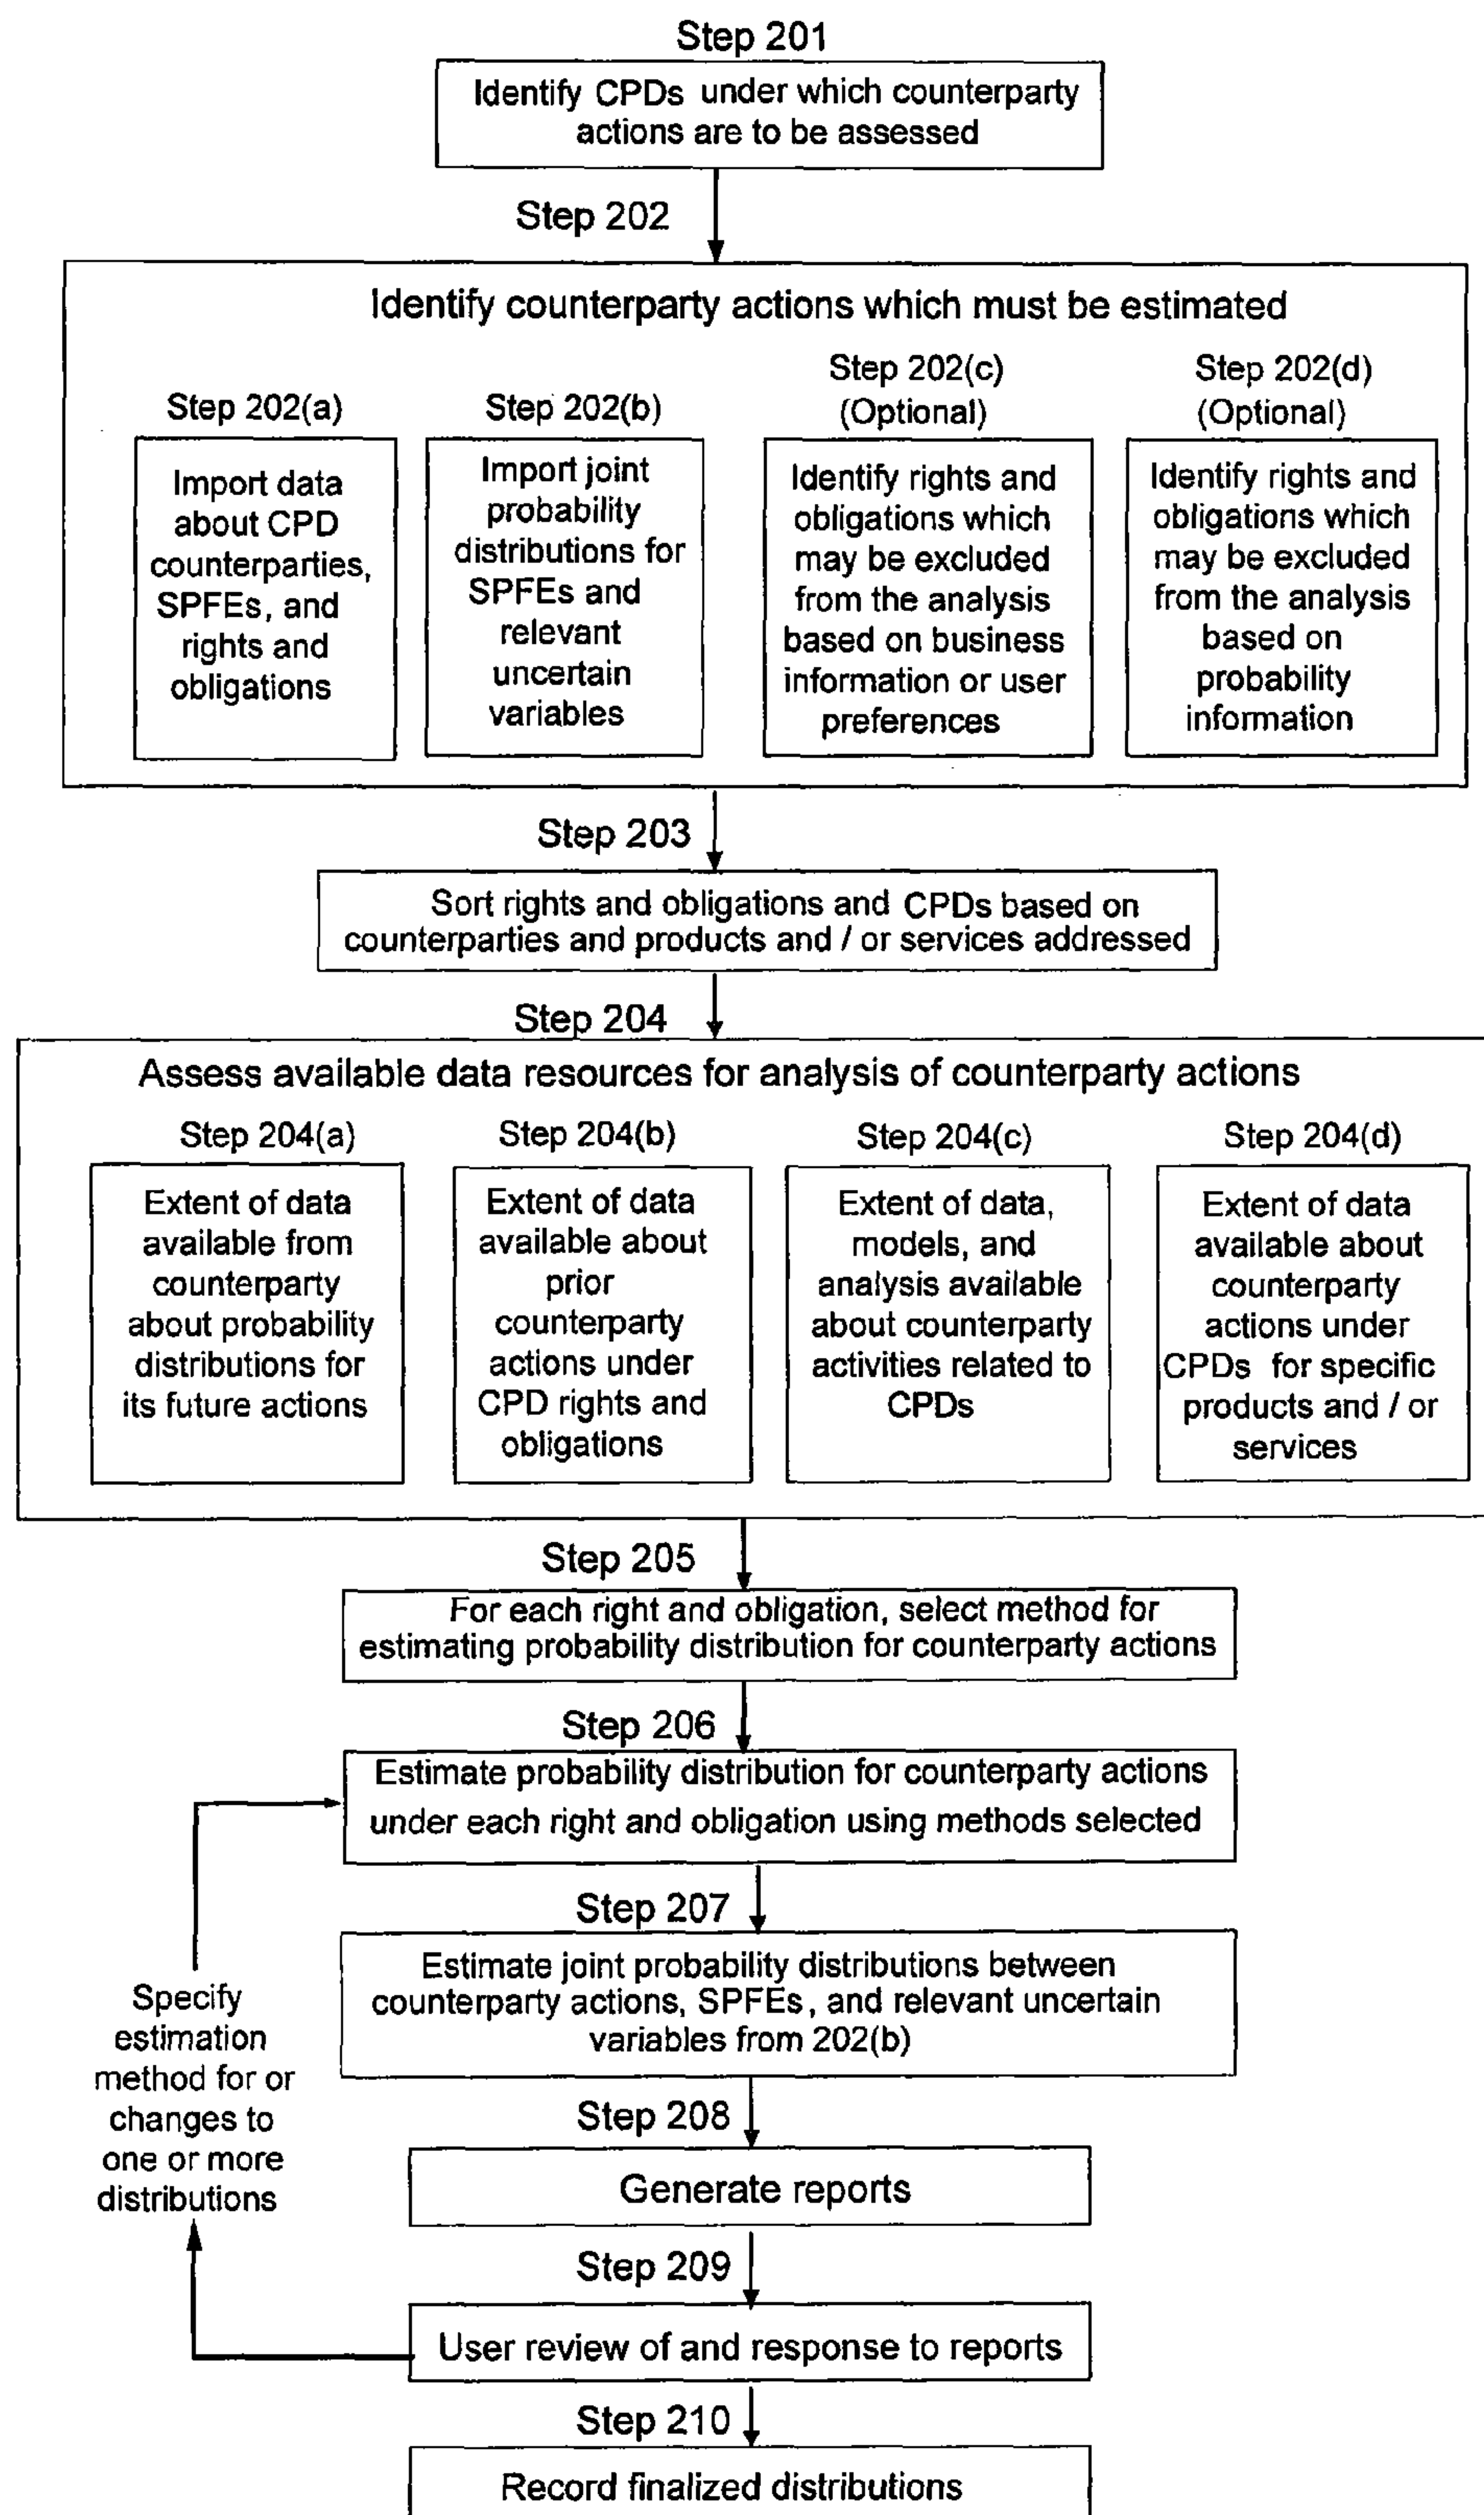 Step 201
Identify CPDs under which counterparty
actions are to be assessed
Step 202
Identify counterparty actions which must be estimated
Step 202(a)
Import data
about CPD
counterparties,
SPFEs, and
rights and
obligations
Step 202(b)
Import joint
probability
distributions for
SPFEs and
relevant
uncertain
variables
Step 202(c)
(Optional)
Identify rights and
obligations which
may be excluded
from the analysis
based on business
information or user
preferences
Step 202(d)
(Optional)
Identify rights and
obligations which
may be excluded
from the analysis
based on
probability
information
Step 203
Sort rights and obligations and CPDs based on
counterparties and products and / or services addressed
Step 204
Assess available data resources for analysis of counterparty actions
Step 204(a)
Extent of data
available from
counterparty
about probability
distributions for
its future actions
Step 204(b)
Extent of data
available about
prior
counterparty
actions under
CPD rights and
obligations
Step 204(c)
Extent of data,
models, and
analysis available
about counterparty
activities related to
CPDs
Step 204(d)
Extent of data
available about
counterparty
actions under
CPDs for specific
products and / or
services
Step 205
For each right and obligation, select method for
estimating probability distribution for counterparty actions
Step 206
Estimate probability distribution for counterparty actions
under each right and obligation using methods selected
Step 207
Estimate joint probability distributions between
counterparty actions, SPFEs, and relevant uncertain
variables from 202(b)
Specify
estimation
method for or
changes to
one or more
distributions
Step 208
Generate reports
Step 209
User review of and response to reports
Step 210
Record finalized distributions